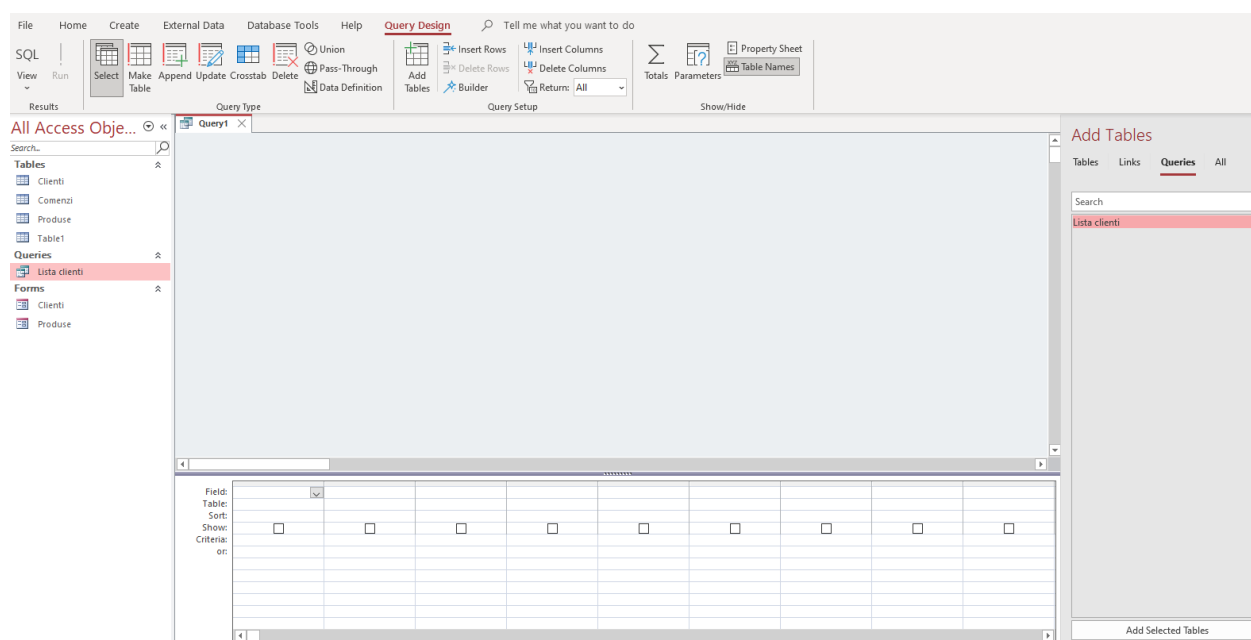 File Home Create External Data Database Tools Help Query Design Tell me what you want to do
SQL
View
Run
Results
Select
Make Table
Append
Update
Crosstab
Delete
Union
Pass-Through
Data Definition
Query Type
Add Tables
Insert Rows
Delete Rows
Builder
Insert Columns
Delete Columns
Return: All
Query Setup
Totals
Parameters
Property Sheet
XYZ Table Names
Show/Hide
All Access Obje...
Search...
Tables
Clienti
Comenzi
Produse
Table1
Queries
Lista clienti
Forms
Clienti
Produse
Query1
Field:
Table:
Sort:
Show:
Criteria:
or:
Add Tables
Tables Links Queries All
Search
Lista clienti
Add Selected Tables